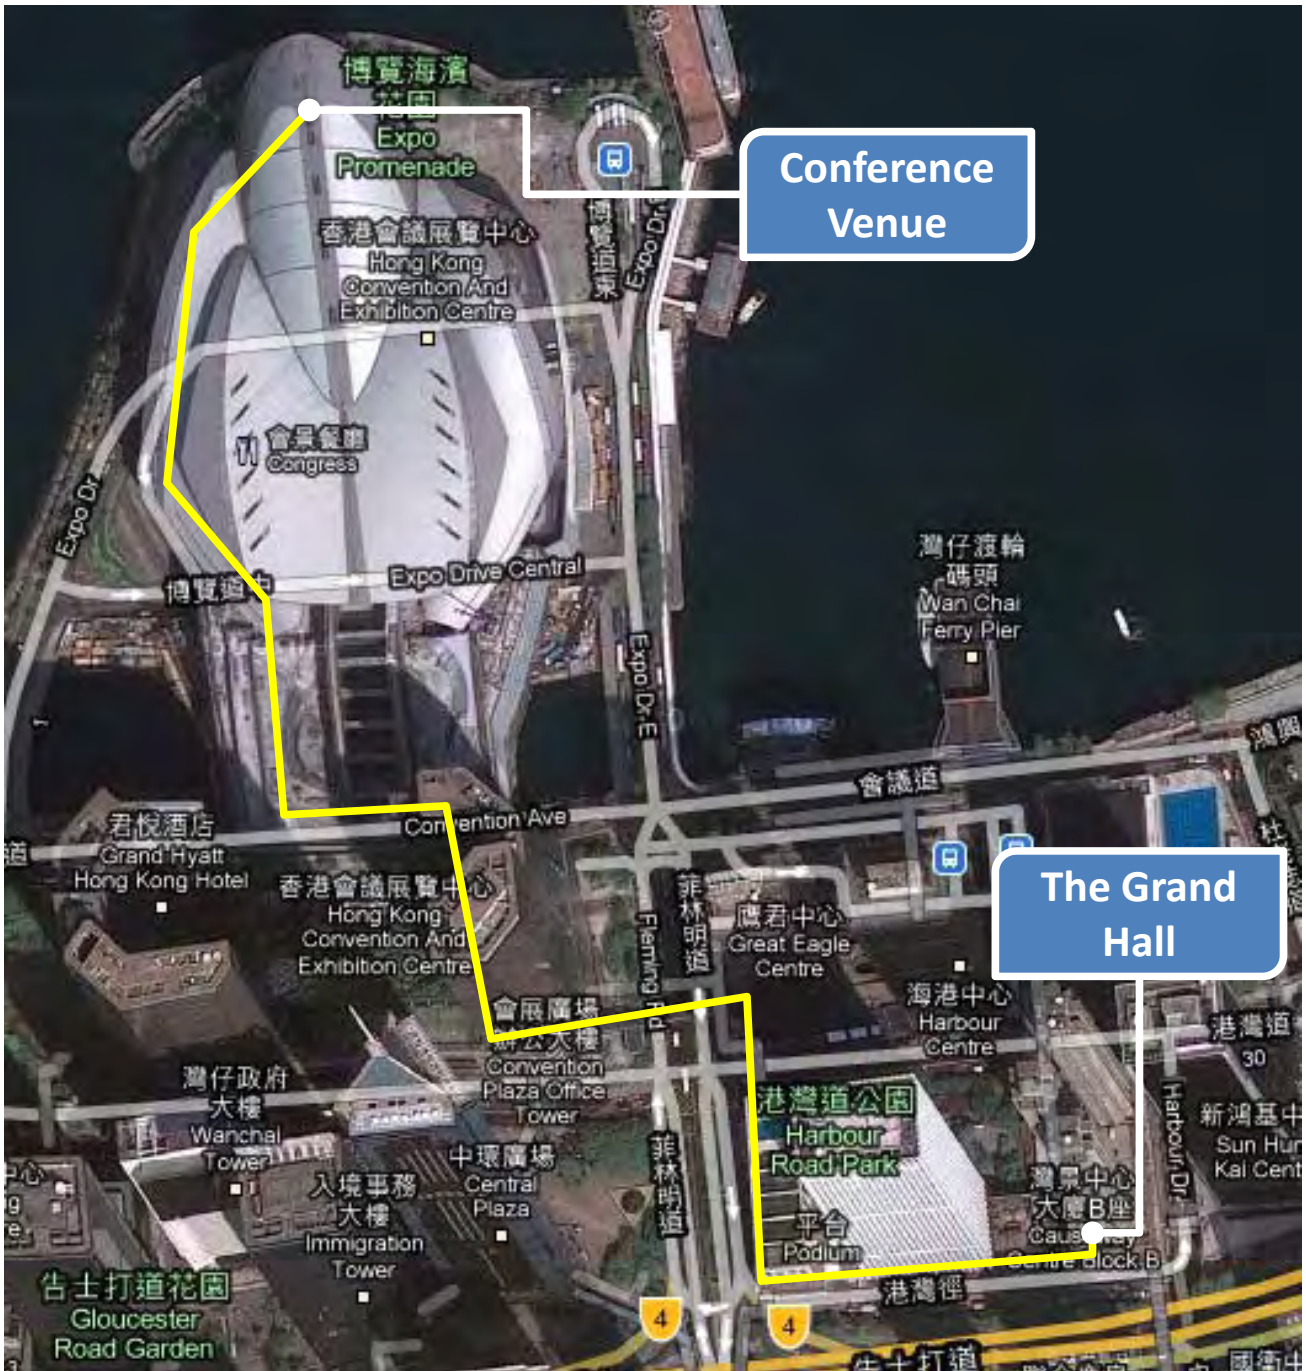 博覽海濱
花園
Expo
Promenade
Conference
Venue
香港會議展覽中心
Hong Kong
Convention And
Exhibition Centre
Expo Dr
會景餐廳
Congress
Expo Dr
博覽道中
Expo Drive Central
灣仔渡輪
碼頭
Wan Chai
Ferry Pier
Expo Dr E
鴻興
會議道
Convention Ave
道
君悅酒店
Grand Hyatt
Hong Kong Hotel
香港會議展覽中心
Hong Kong
Convention And
Exhibition Centre
菲林明道
Fleming Rd
鷹君中心
Great Eagle
Centre
The Grand
Hall
海港中心
Harbour
Centre
港灣道
30
會展廣場
辦公大樓
Convention
Plaza Office
Tower
灣仔政府
大樓
Wanchai
Tower
港灣道公園
Harbour
Road Park
Harbour Dr
新鴻基中
Sun Hun
Kai Cent
中環廣場
Central
Plaza
菲林明道
入境事務
大樓
Immigration
Tower
平台
Podium
灣景中心
大廈B座
Causeway
Centre Block B
港灣徑
告士打道花園
Gloucester
Road Garden
4
4
告士打道